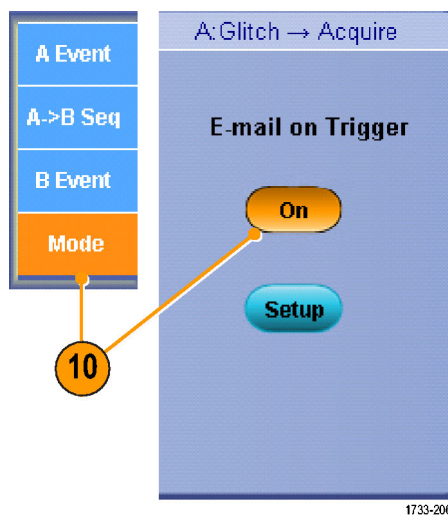 A Event
A->B Seq
B Event
Mode
A:Glitch → Acquire
E-mail on Trigger
On
Setup
10